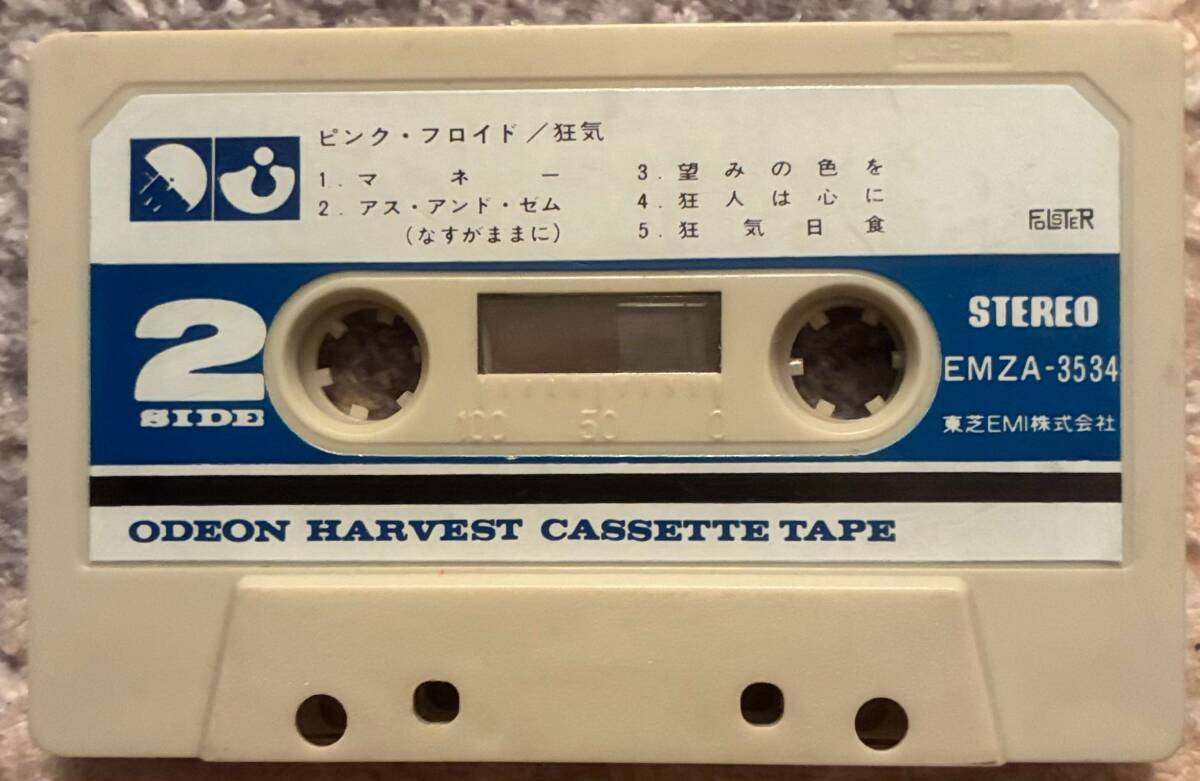 JAPAN
ピンク・フロイド/狂気
1. マネー
2. アス・アンド・ゼム
(なすがままに)
3. 望みの色を
4. 狂人は心に
5. 狂気日食
FOLSTER
2
SIDE
STEREO
EMZA-3534
東芝EMI株式会社
100 50 0
ODEON HARVEST CASSETTE TAPE